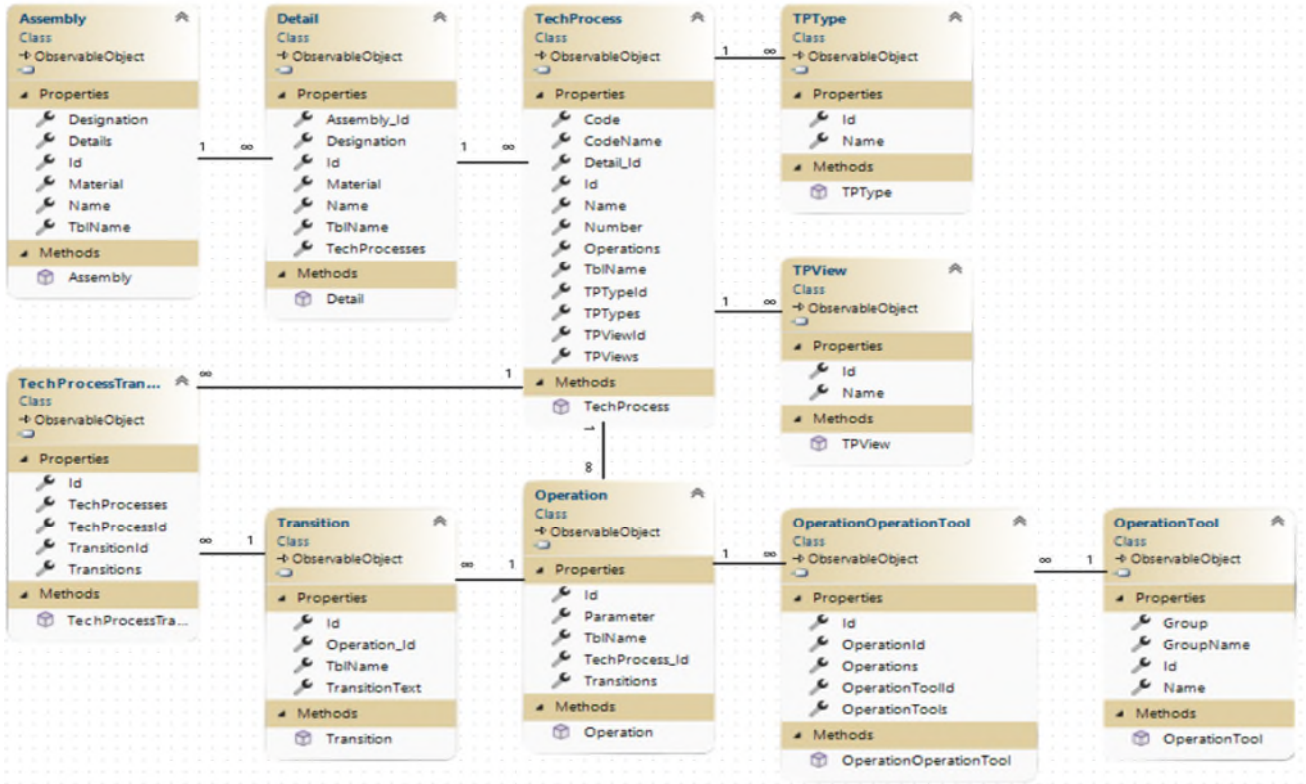 Assembly
Class
ObservableObject
Properties
Designation
Details
Id
Material
Name
TblName
Methods
Assembly
1 ∞
Detail
Class
ObservableObject
Properties
Assembly_Id
Designation
Id
Material
Name
TblName
TechProcesses
Methods
Detail
1 ∞
TechProcess
Class
ObservableObject
Properties
Code
CodeName
Detail_Id
Id
Name
Number
Operations
TblName
TPTypeId
TPTypes
TPViewId
TPViews
Methods
TechProcess
1 ∞
TPType
Class
ObservableObject
Properties
Id
Name
Methods
TPType
1 ∞
TPView
Class
ObservableObject
Properties
Id
Name
Methods
TPView
∞ 1
TechProcessTran...
Class
ObservableObject
Properties
Id
TechProcesses
TechProcessId
TransitionId
Transitions
Methods
TechProcessTra...
∞ 1
Transition
Class
ObservableObject
Properties
Id
Operation_Id
TblName
TransitionText
Methods
Transition
∞ 1
1
∞
Operation
Class
ObservableObject
Properties
Id
Parameter
TblName
TechProcess_Id
Transitions
Methods
Operation
1 ∞
OperationOperationTool
Class
ObservableObject
Properties
Id
OperationId
Operations
OperationToolId
OperationTools
Methods
OperationOperationTool
∞ 1
OperationTool
Class
ObservableObject
Properties
Group
GroupName
Id
Name
Methods
OperationTool